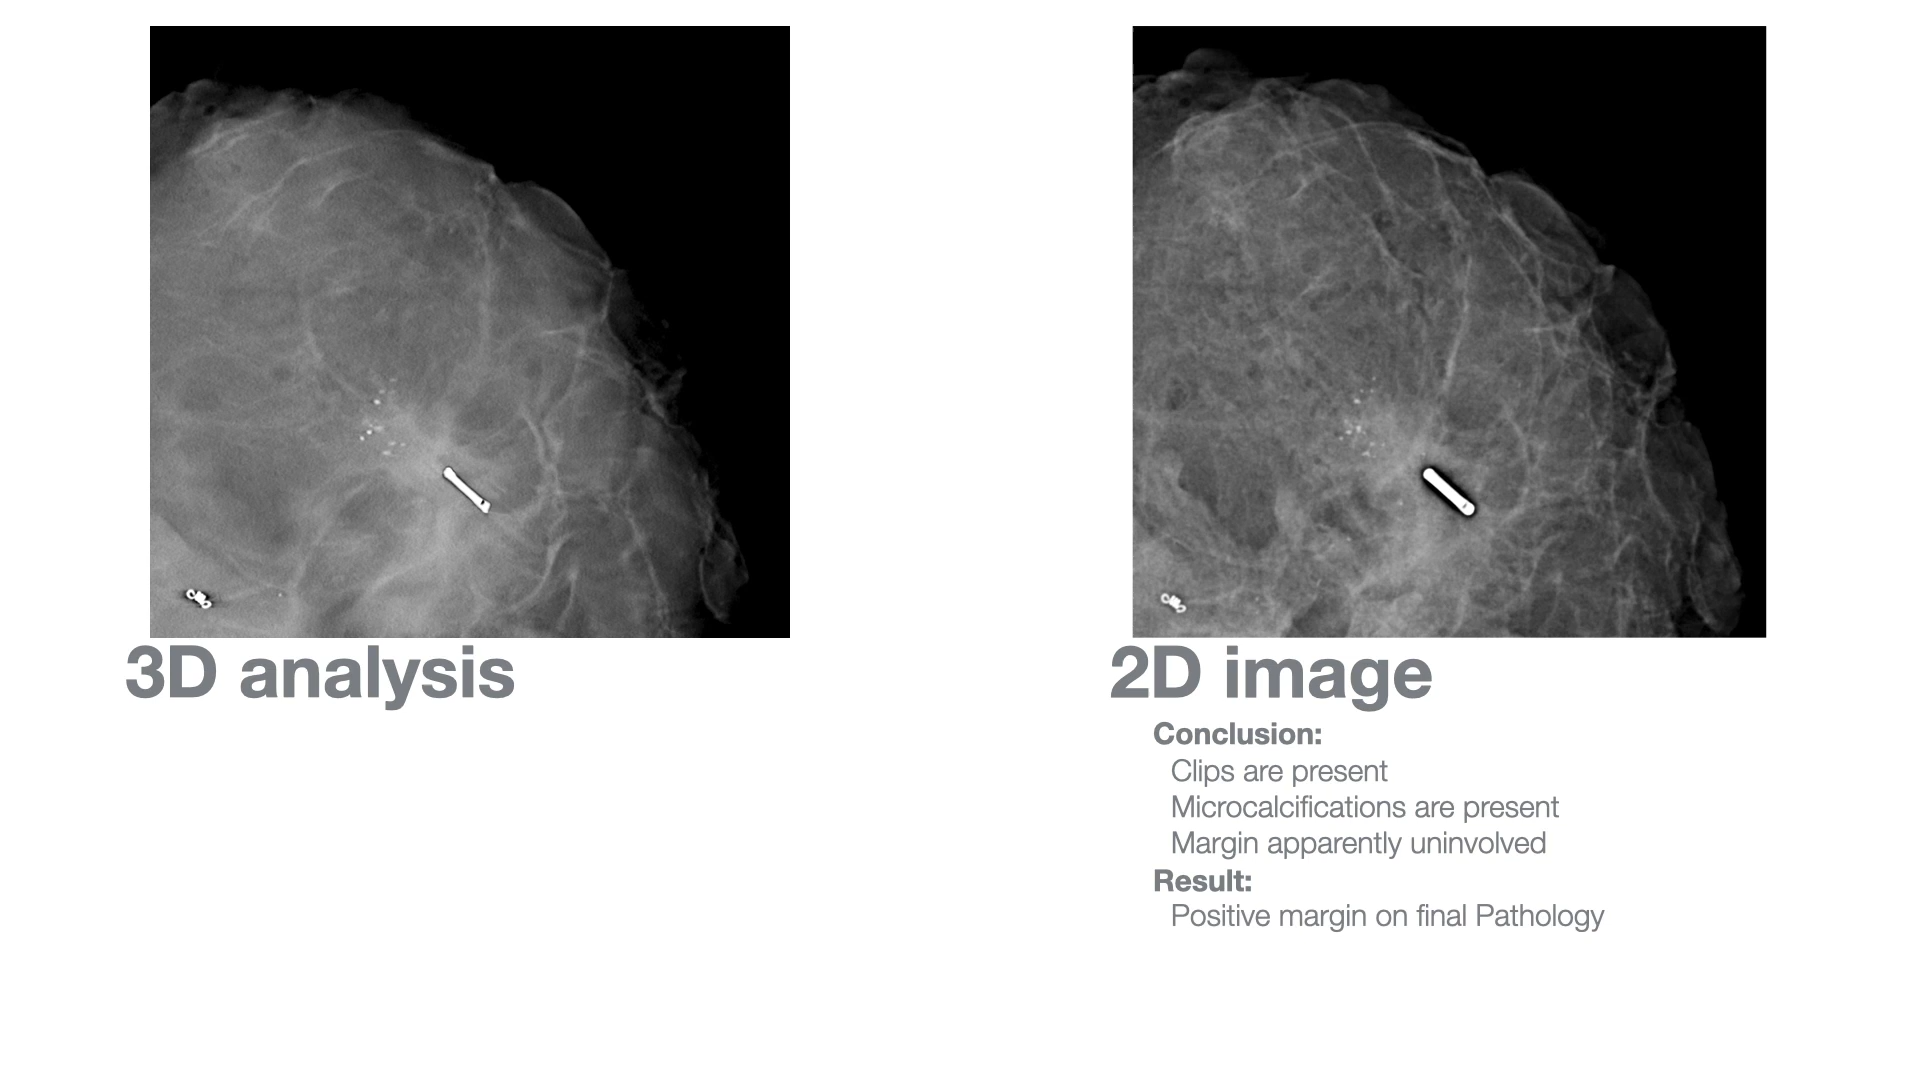 3D analysis
2D image
Conclusion:
Clips are present
Microcalcifications are present
Margin apparently uninvolved
Result:
Positive margin on final Pathology